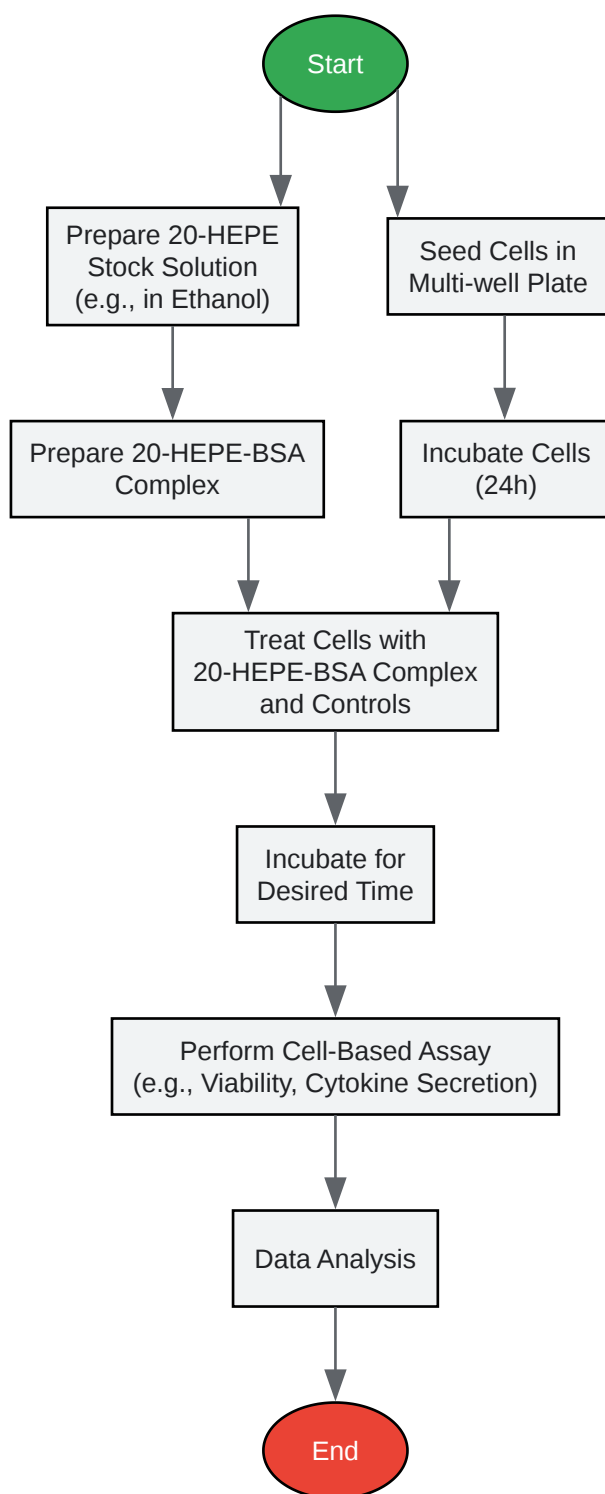 Start
Prepare 20-HEPE
Stock Solution
(e.g., in Ethanol)
Seed Cells in
Multi-well Plate
Prepare 20-HEPE-BSA
Complex
Incubate Cells
(24h)
Treat Cells with
20-HEPE-BSA Complex
and Controls
Incubate for
Desired Time
Perform Cell-Based Assay
(e.g., Viability, Cytokine Secretion)
Data Analysis
End